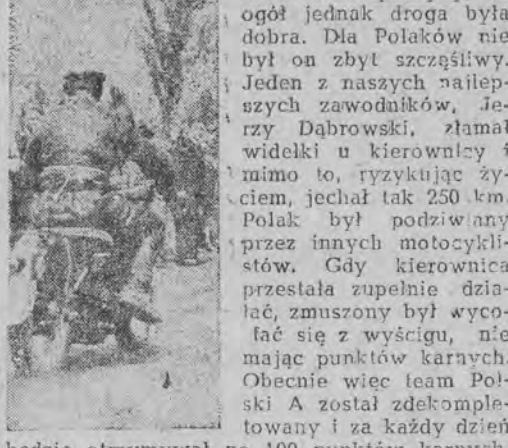 ogół jednak droga była
dobra. Dla Polaków nie
był on zbyt szczęśliwy.
Jeden z naszych najlep-
szych zawodników, Je-
rzy Dąbrowski, złamał
widełki u kierownicy i
mimo to, ryzykując ży-
ciem, jechał tak 250 km.
Polak był podziwiany
przez innych motocykli-
stów. Gdy kierownica
przestała zupełnie dzia-
łać, zmuszony był wyco-
fać się z wyścigu, nie
mając punktów karnych.
Obecnie więc team Pol-
ski A został zdekomple-
towany i za każdy dzień